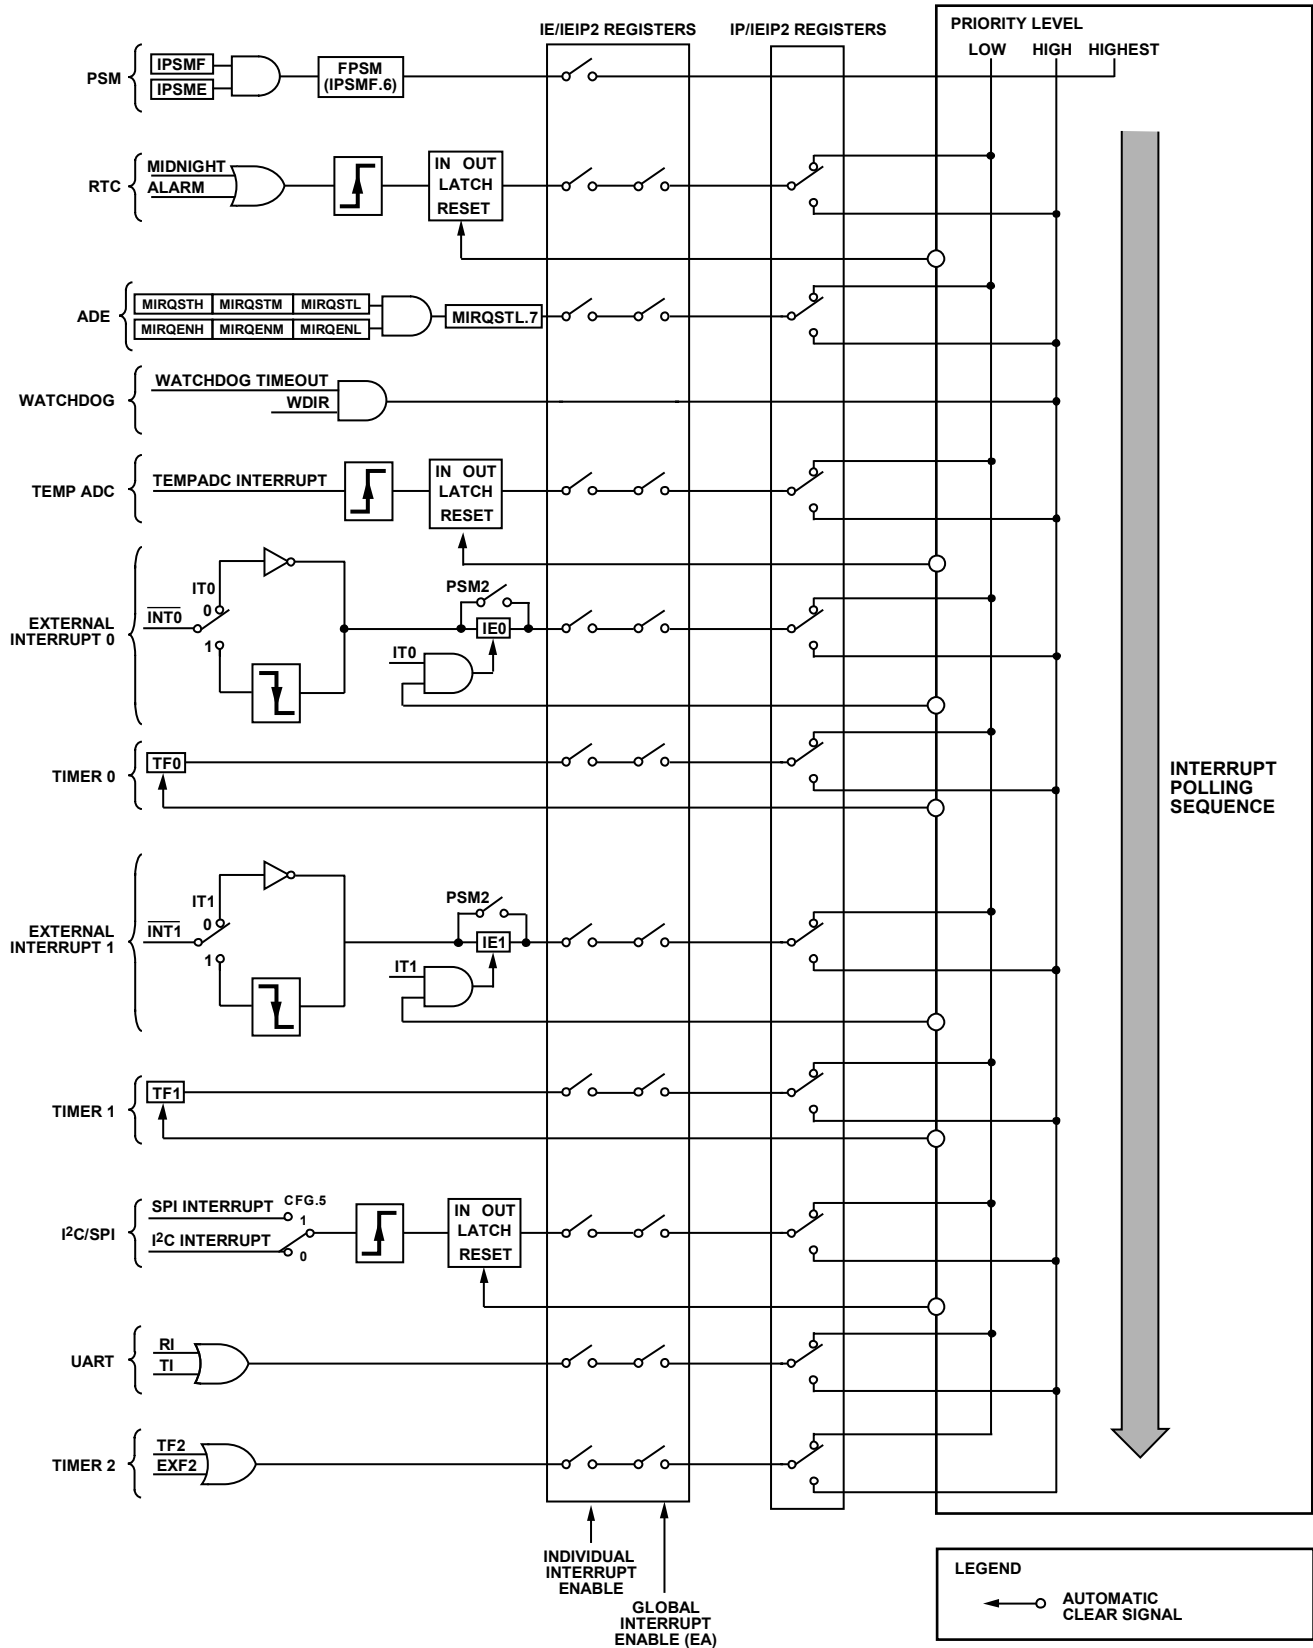 IE/IEIP2 REGISTERS
IP/IEIP2 REGISTERS
PRIORITY LEVEL
LOW
HIGH
HIGHEST
PSM
IPSMF
IPSME
FPSM
(IPSMF.6)
RTC
MIDNIGHT
ALARM
IN OUT
LATCH
RESET
ADE
MIRQSTH
MIRQSTM
MIRQSTL
MIRQENH
MIRQENM
MIRQENL
MIRQSTL.7
WATCHDOG
WATCHDOG TIMEOUT
WDIR
TEMP ADC
TEMPADC INTERRUPT
IN OUT
LATCH
RESET
EXTERNAL
INTERRUPT 0
INT0
IT0
0
1
PSM2
IE0
IT0
TIMER 0
TF0
INTERRUPT
POLLING
SEQUENCE
EXTERNAL
INTERRUPT 1
INT1
IT1
0
1
PSM2
IE1
IT1
TIMER 1
TF1
I²C/SPI
SPI INTERRUPT
CFG.5
1
I²C INTERRUPT
0
IN OUT
LATCH
RESET
UART
RI
TI
TIMER 2
TF2
EXF2
INDIVIDUAL
INTERRUPT
ENABLE
GLOBAL
INTERRUPT
ENABLE (EA)
LEGEND
AUTOMATIC
CLEAR SIGNAL